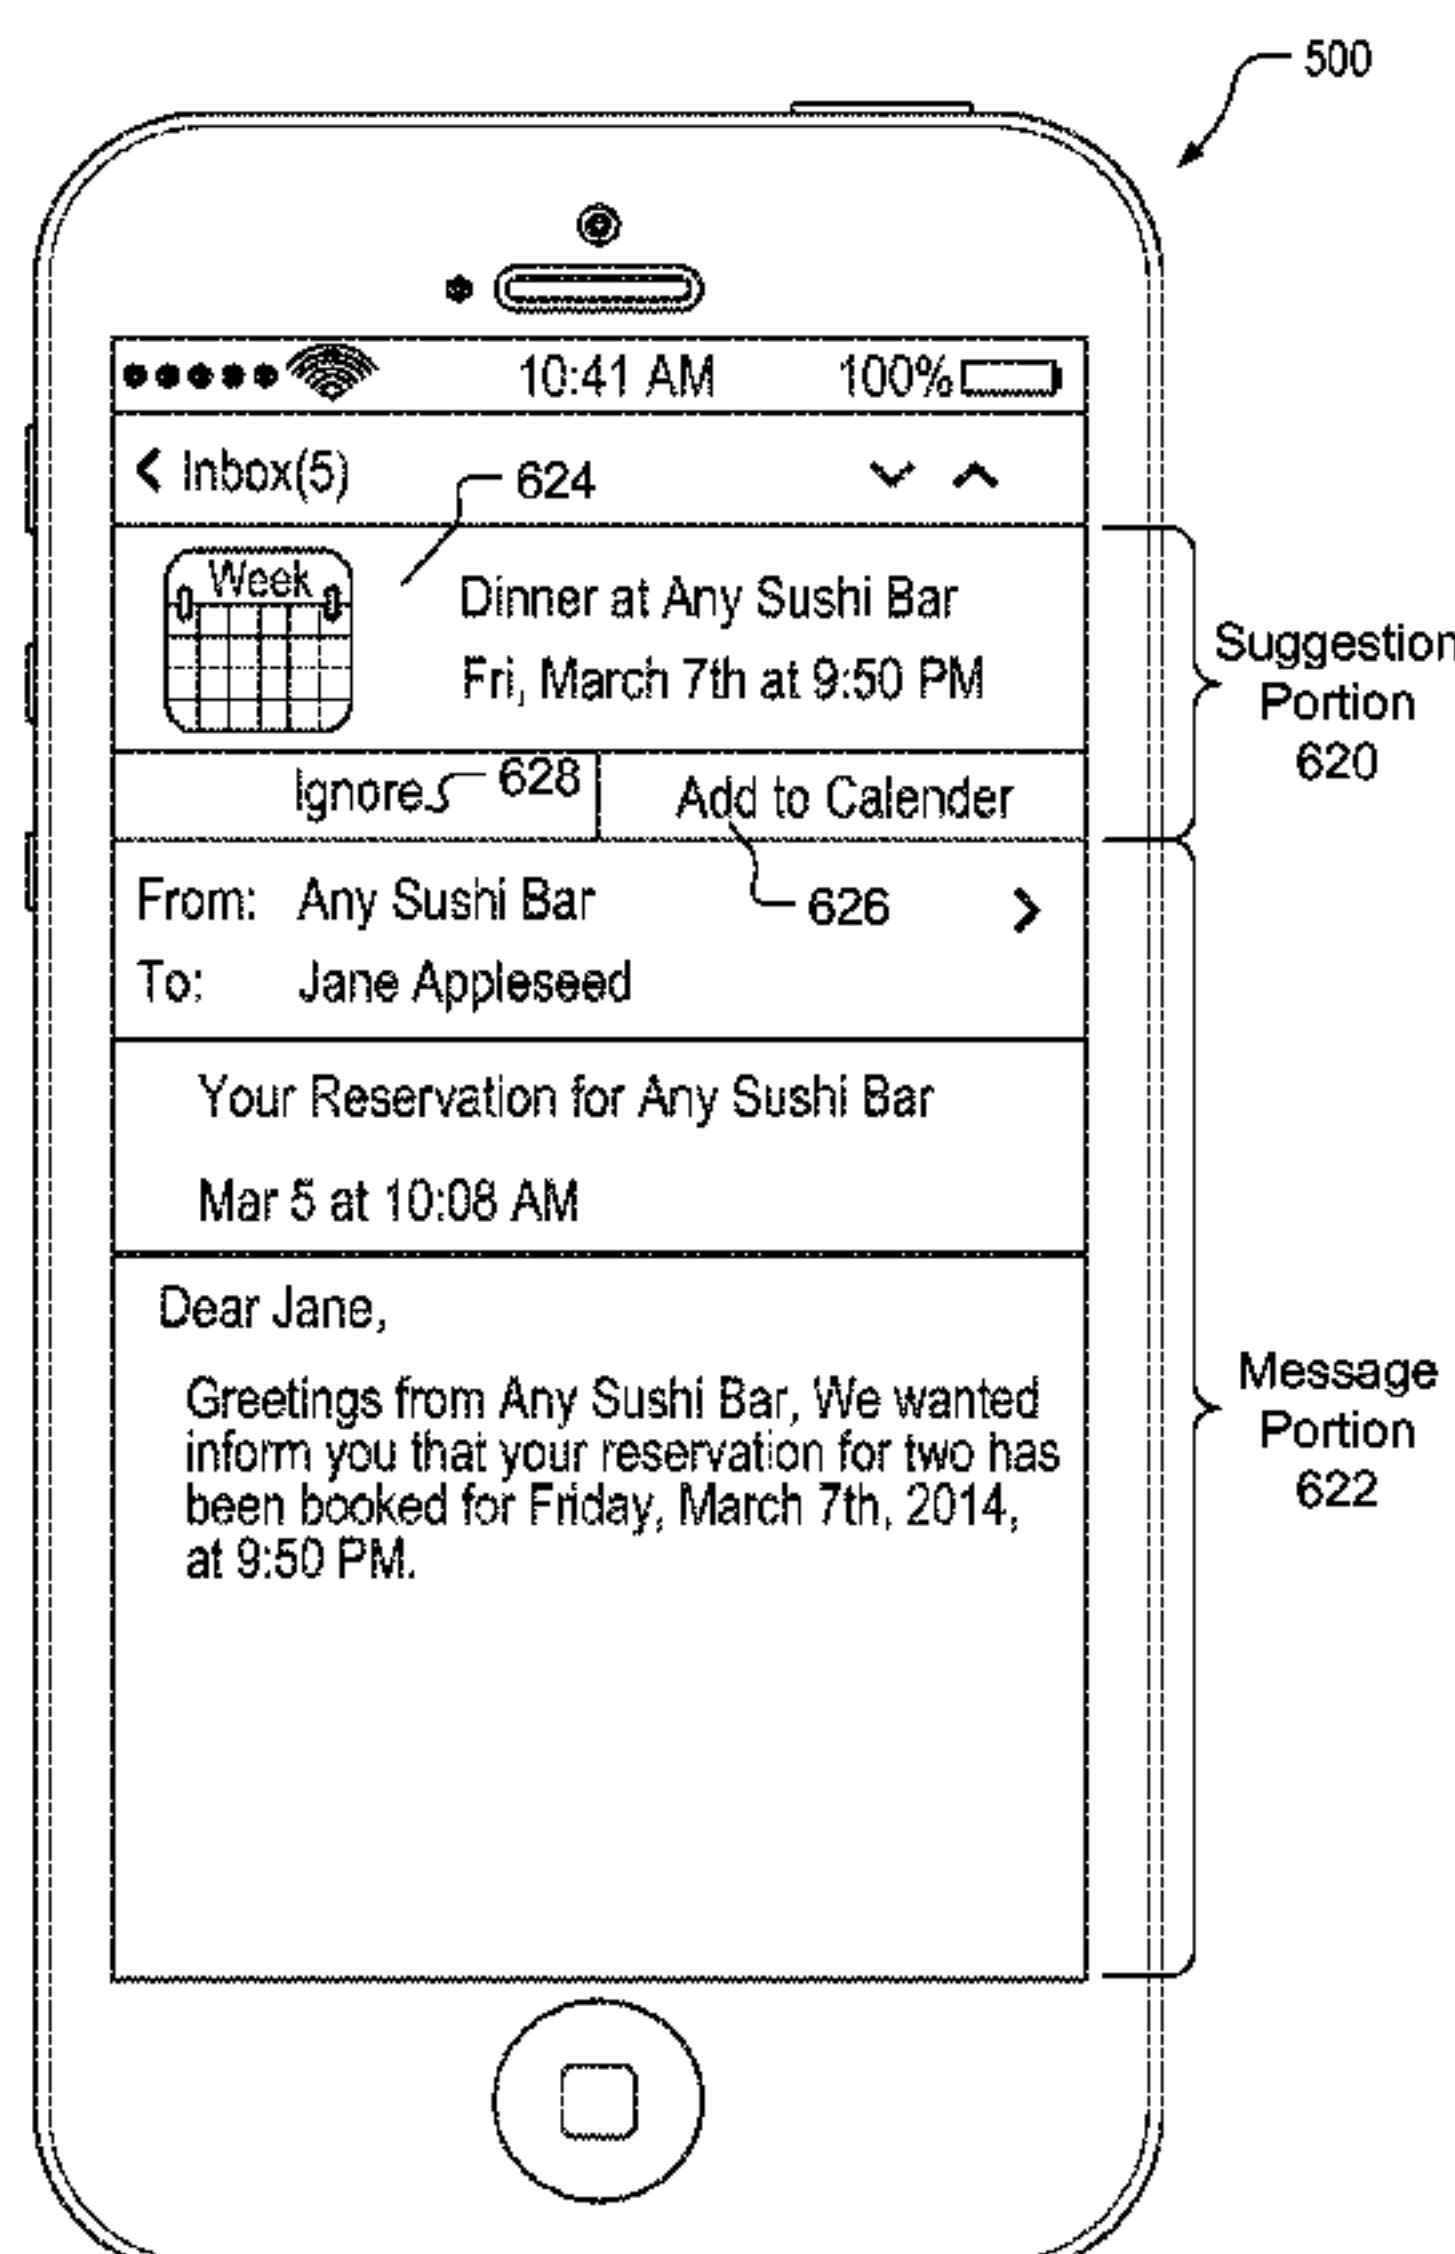 500
10:41 AM 100%
Inbox(5)
624
Week
Dinner at Any Sushi Bar
Fri, March 7th at 9:50 PM
Suggestion
Portion
620
Ignore 628
Add to Calender
From: Any Sushi Bar
626
To: Jane Appleseed
Your Reservation for Any Sushi Bar
Mar 5 at 10:08 AM
Dear Jane,
Greetings from Any Sushi Bar, We wanted
inform you that your reservation for two has
been booked for Friday, March 7th, 2014,
at 9:50 PM.
Message
Portion
622